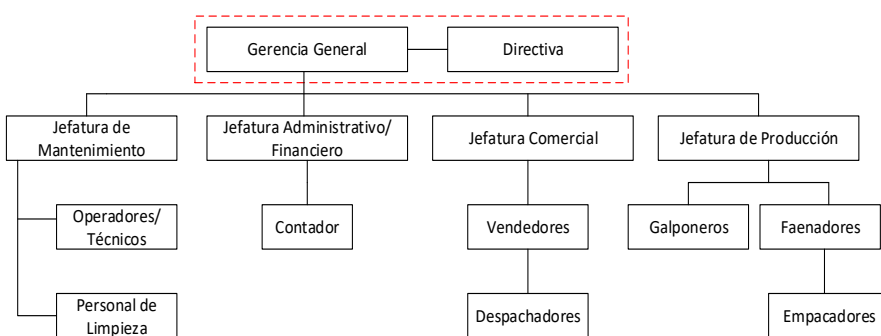 Gerencia General
Directiva
Jefatura de
Mantenimiento
Jefatura Administrativo/
Financiero
Jefatura Comercial
Jefatura de Producción
Operadores/
Técnicos
Contador
Vendedores
Galponeros
Faenadores
Personal de
Limpieza
Despachadores
Empacadores